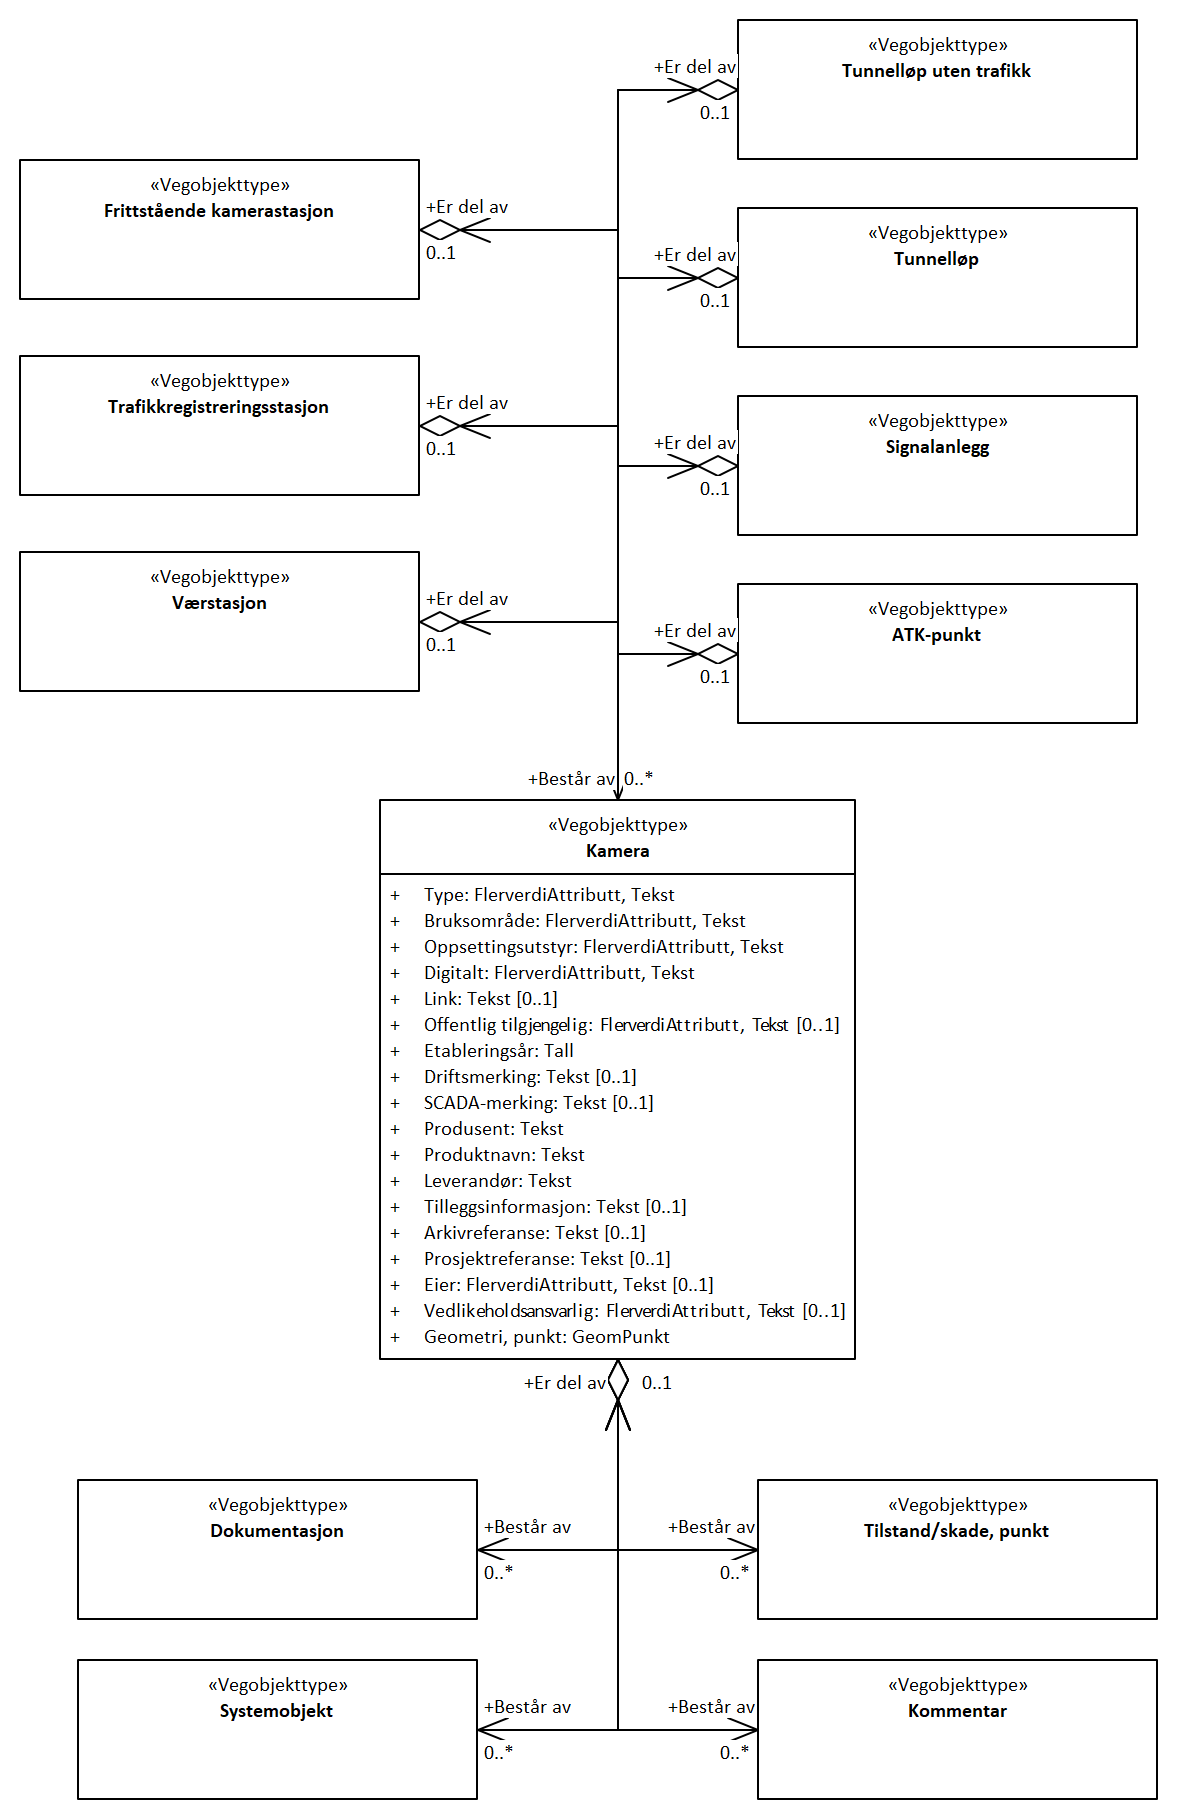 «Vegobjekttype»
Tunnelløp uten trafikk
+Er del av
0..1
«Vegobjekttype»
Frittstående kamerastasjon
+Er del av
0..1
«Vegobjekttype»
Tunnelløp
+Er del av
0..1
«Vegobjekttype»
Trafikkregistreringsstasjon
+Er del av
0..1
«Vegobjekttype»
Signalanlegg
+Er del av
0..1
«Vegobjekttype»
Værstasjon
+Er del av
0..1
«Vegobjekttype»
ATK-punkt
+Er del av
0..1
+Består av 0..*
«Vegobjekttype»
Kamera
+ Type: FlerverdiAttributt, Tekst
+ Bruksområde: FlerverdiAttributt, Tekst
+ Oppsettingsutstyr: FlerverdiAttributt, Tekst
+ Digitalt: FlerverdiAttributt, Tekst
+ Link: Tekst [0..1]
+ Offentlig tilgjengelig: FlerverdiAttributt, Tekst [0..1]
+ Etableringsår: Tall
+ Driftsmerking: Tekst [0..1]
+ SCADA-merking: Tekst [0..1]
+ Produsent: Tekst
+ Produktnavn: Tekst
+ Leverandør: Tekst
+ Tilleggsinformasjon: Tekst [0..1]
+ Arkivreferanse: Tekst [0..1]
+ Prosjektreferanse: Tekst [0..1]
+ Eier: FlerverdiAttributt, Tekst [0..1]
+ Vedlikeholdsansvarlig: FlerverdiAttributt, Tekst [0..1]
+ Geometri, punkt: GeomPunkt
+Er del av 0..1
«Vegobjekttype»
Dokumentasjon
+Består av
0..*
«Vegobjekttype»
Tilstand/skade, punkt
+Består av
0..*
«Vegobjekttype»
Systemobjekt
+Består av
0..*
«Vegobjekttype»
Kommentar
+Består av
0..*